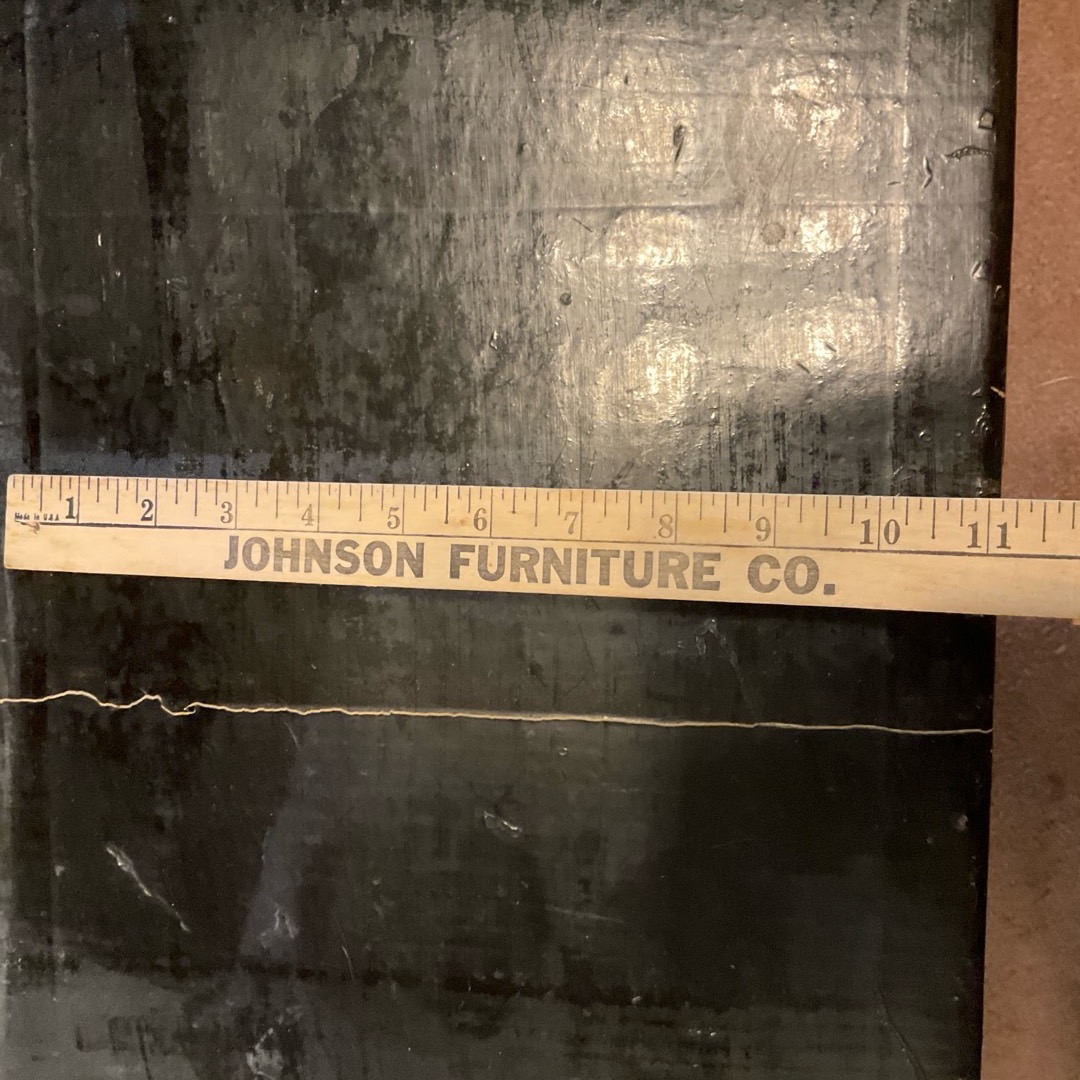 Made in U.S.A 1 2 3 4 5 6 7 8 9 10 11
JOHNSON FURNITURE CO.